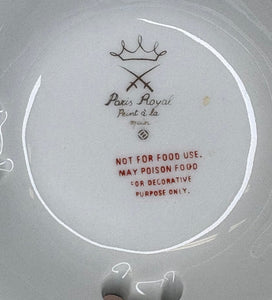 Paris Royal
Peint à la
main
NOT FOR FOOD USE.
MAY POISON FOOD
FOR DECORATIVE
PURPOSE ONLY.